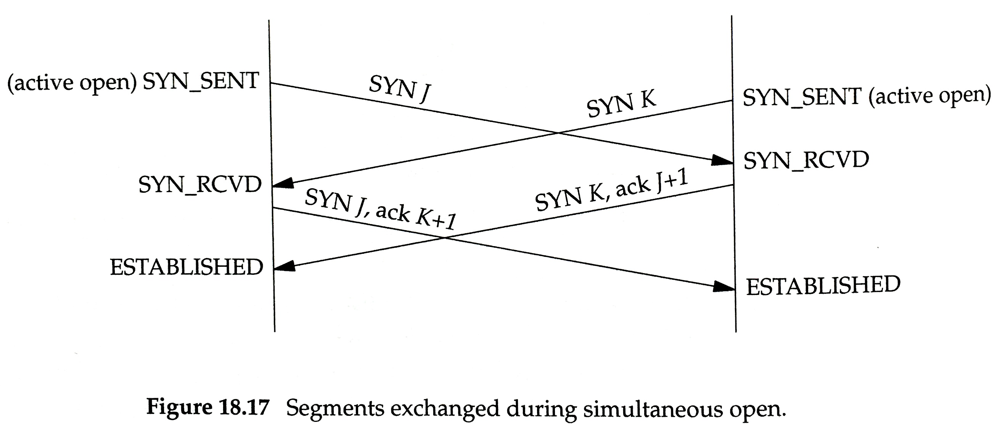 (active open) SYN_SENT
SYN J
SYN K
SYN_SENT (active open)
SYN_RCVD
SYN_RCVD
SYN J, ack K+1
SYN K, ack J+1
ESTABLISHED
ESTABLISHED
Figure 18.17 Segments exchanged during simultaneous open.